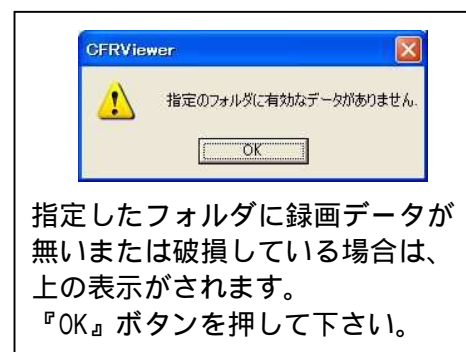 CFRViewer
指定のフォルダに有効なデータがありません.
OK
指定したフォルダに録画データが
無いまたは破損している場合は、
上の表示がされます。
『OK』ボタンを押して下さい。